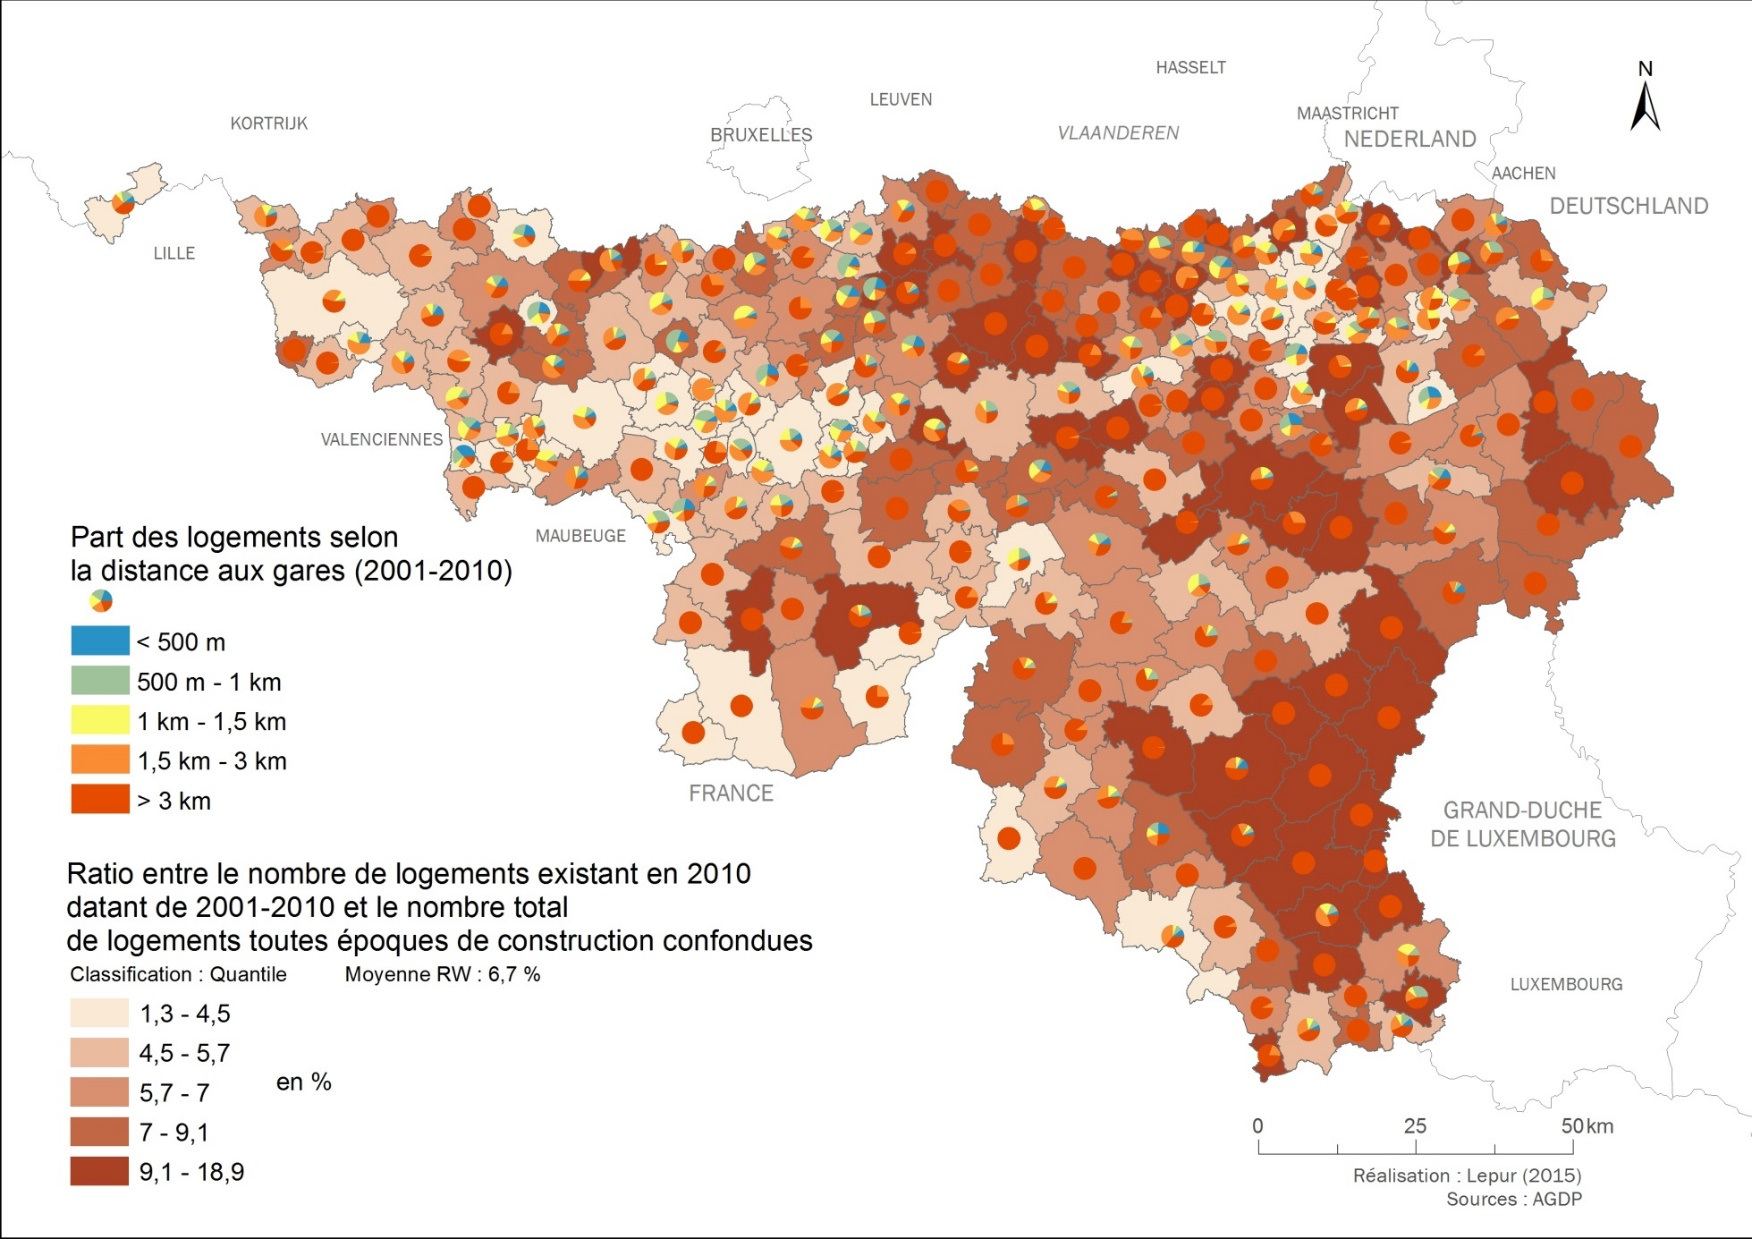 HASSELT
LEUVEN
KORTRIJK
BRUXELLES
VLAANDEREN
MAASTRICHT
NEDERLAND
AACHEN
DEUTSCHLAND
N
LILLE
VALENCIENNES
MAUBEUGE
FRANCE
GRAND-DUCHE
DE LUXEMBOURG
LUXEMBOURG
Part des logements selon
la distance aux gares (2001-2010)
< 500 m
500 m - 1 km
1 km - 1,5 km
1,5 km - 3 km
> 3 km
Ratio entre le nombre de logements existant en 2010
datant de 2001-2010 et le nombre total
de logements toutes époques de construction confondues
Classification : Quantile Moyenne RW : 6,7 %
1,3 - 4,5
4,5 - 5,7
5,7 - 7
en %
7 - 9,1
9,1 - 18,9
0 25 50 km
Réalisation : Lepur (2015)
Sources : AGDP